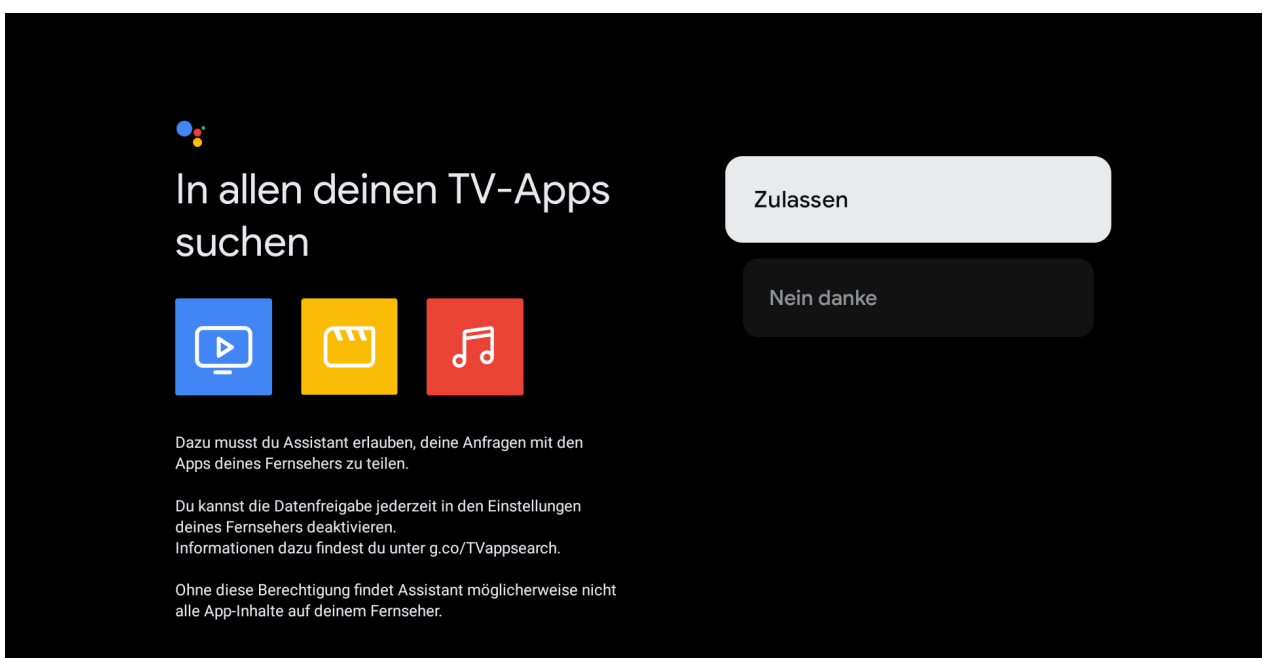 In allen deinen TV-Apps
suchen
Dazu musst du Assistant erlauben, deine Anfragen mit den
Apps deines Fernsehers zu teilen.
Du kannst die Datenfreigabe jederzeit in den Einstellungen
deines Fernsehers deaktivieren.
Informationen dazu findest du unter g.co/TVappsearch.
Ohne diese Berechtigung findet Assistant möglicherweise nicht
alle App-Inhalte auf deinem Fernseher.
Zulassen
Nein danke